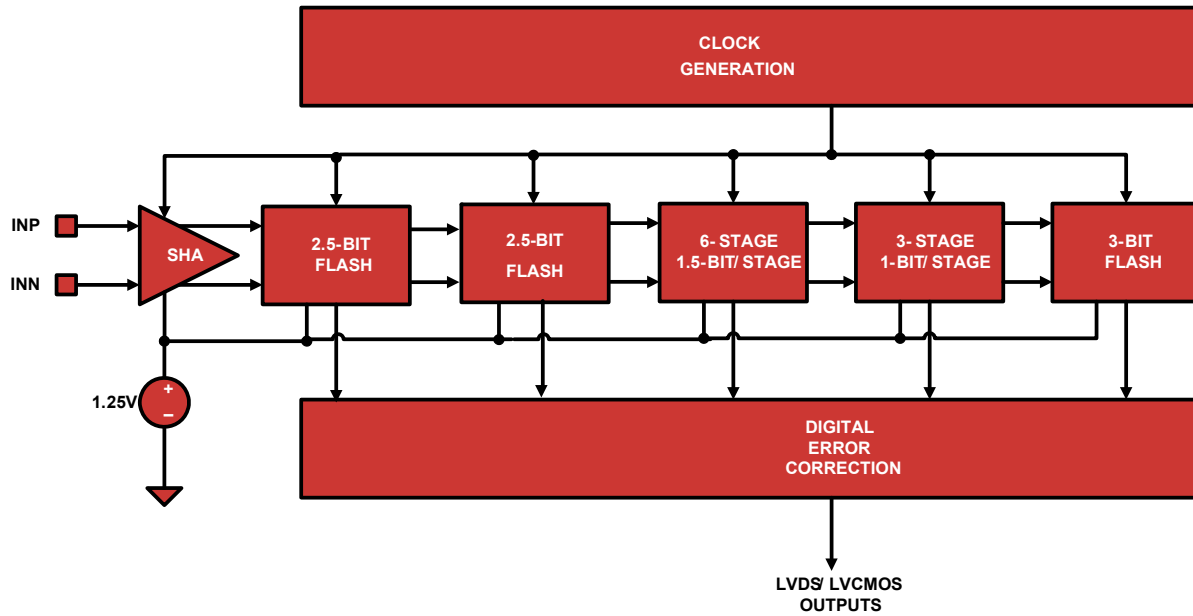 CLOCK
GENERATION
INP
INN
SHA
2.5-BIT
FLASH
2.5-BIT
FLASH
6- STAGE
1.5-BIT/ STAGE
3- STAGE
1-BIT/ STAGE
3-BIT
FLASH
1.25V
+
−
DIGITAL
ERROR
CORRECTION
LVDS/ LVCMOS
OUTPUTS